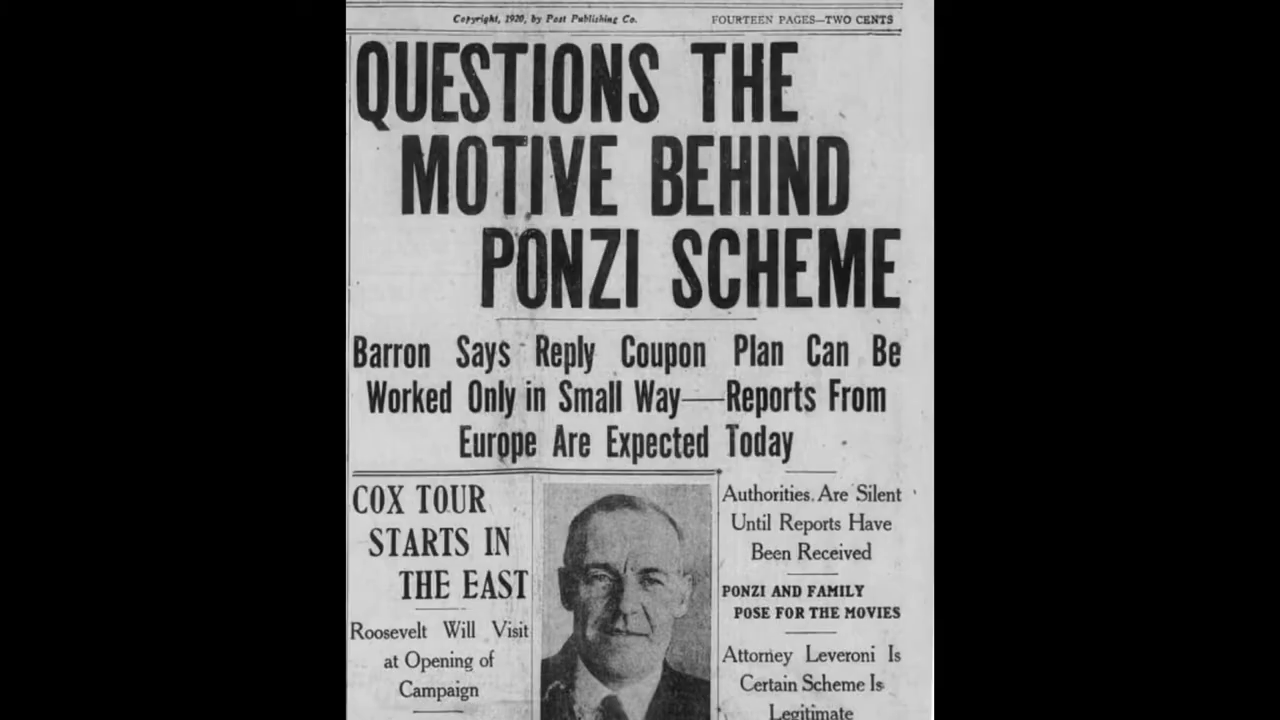 Copyright, 1920, by Post Publishing Co.
FOURTEEN PAGES—TWO CENTS
QUESTIONS THE
MOTIVE BEHIND
PONZI SCHEME
Barron Says Reply Coupon Plan Can Be
Worked Only in Small Way—Reports From
Europe Are Expected Today
COX TOUR
STARTS IN
THE EAST
Roosevelt Will Visit
at Opening of
Campaign
Authorities Are Silent
Until Reports Have
Been Received
PONZI AND FAMILY
POSE FOR THE MOVIES
Attorney Leveroni Is
Certain Scheme Is
Legitimate